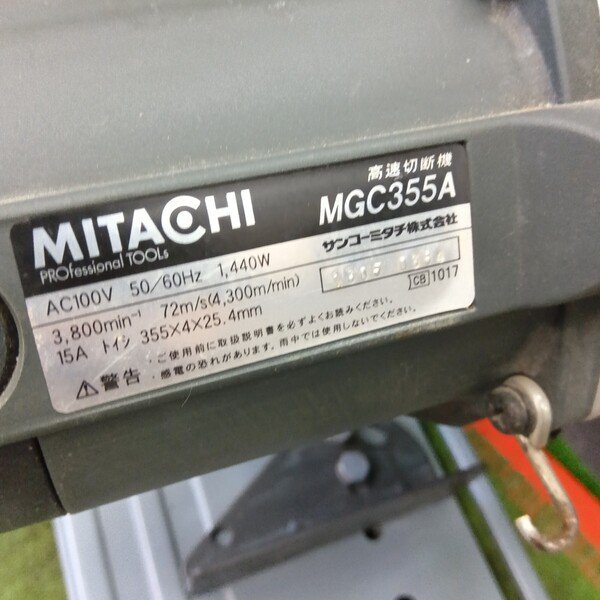 高速切断機
MITACHI MGC355A
PROfessional TOOLs サンコーミタチ株式会社
AC100V 50/60Hz 1,440W
3,800min⁻¹ 72m/s(4,300m/min) JCB 1017
15A トイシ 355×4×25.4mm
警告 ・ご使用前に取扱説明書を必ずよくお読みください。
・感電の恐れがあります。雨中では使用しないでください。